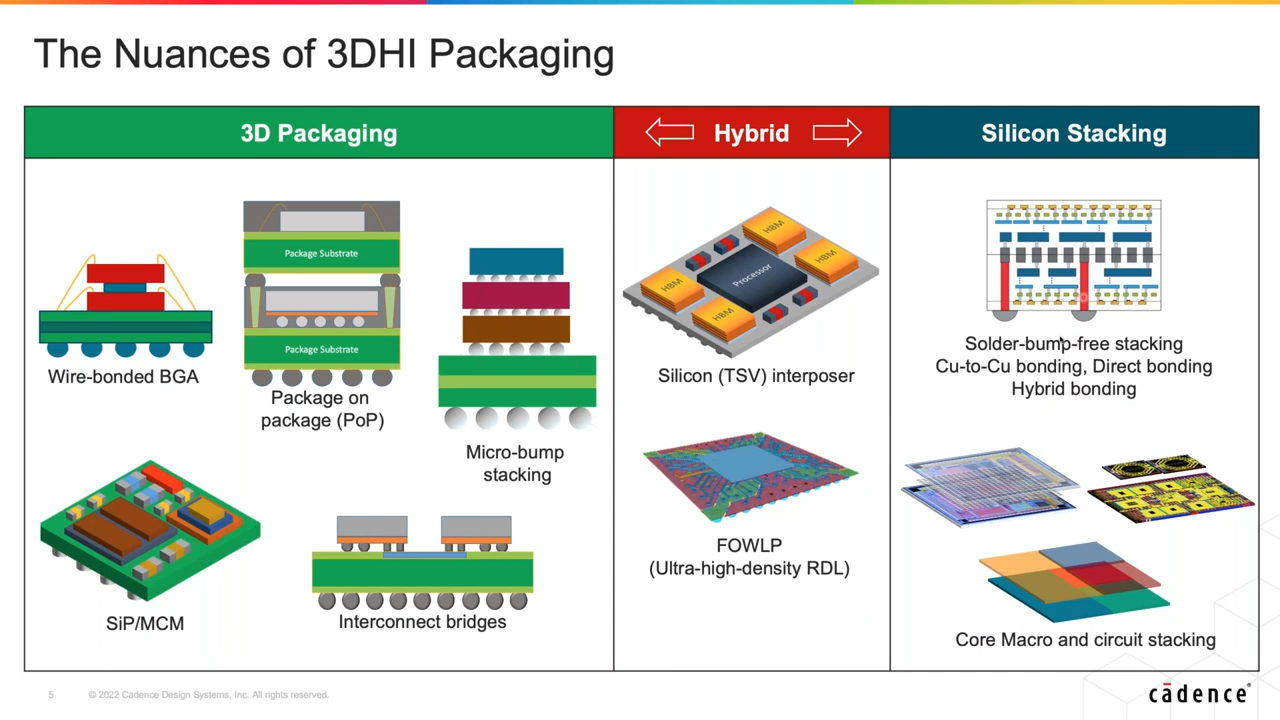 The Nuances of 3DHI Packaging
3D Packaging
Hybrid
Silicon Stacking
Package Substrate
Package Substrate
Wire-bonded BGA
Package on
package (PoP)
Micro-bump
stacking
SiP/MCM
Interconnect bridges
HBM
HBM
Processor
HBM
HBM
Silicon (TSV) interposer
FOWLP
(Ultra-high-density RDL)
Solder-bump-free stacking
Cu-to-Cu bonding, Direct bonding
Hybrid bonding
Core Macro and circuit stacking
5
© 2022 Cadence Design Systems, Inc. All rights reserved.
cādence®